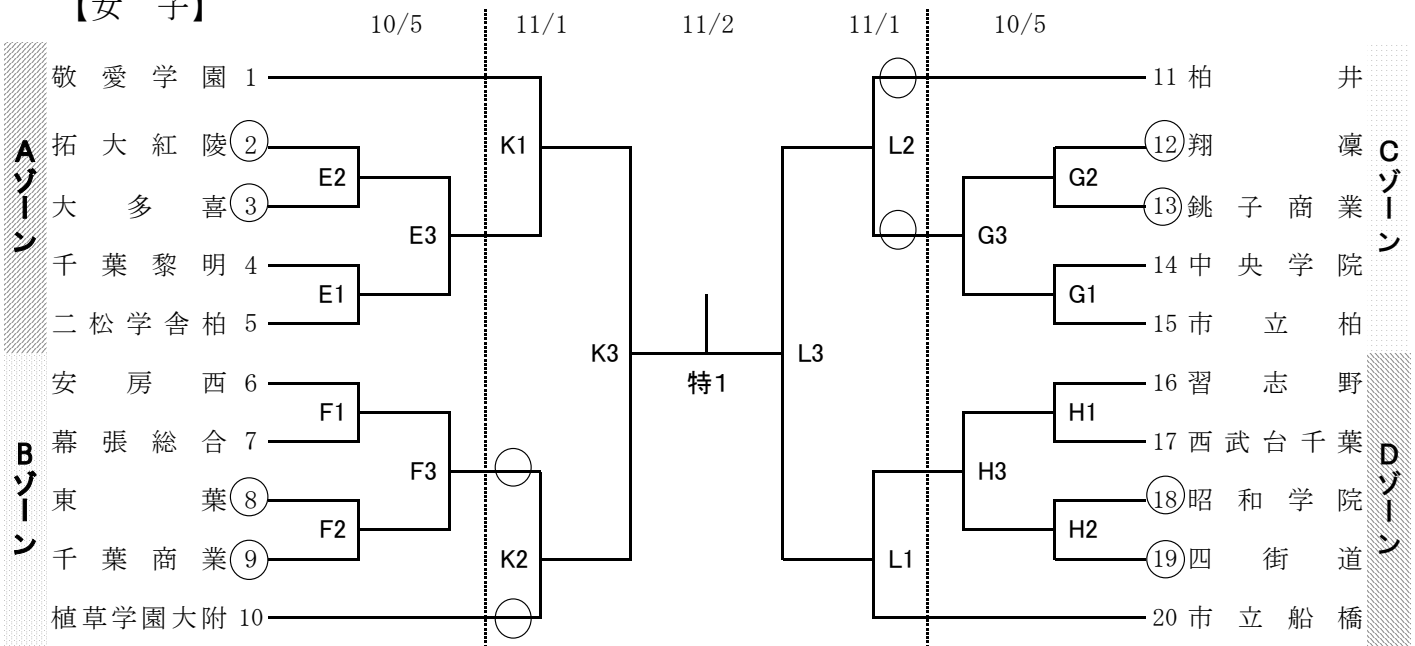 【女 子】
10/5 11/1 11/2 11/1 10/5
敬愛学園 1 11 柏井
拓大紅陵 ② K1 L2 ⑫ 翔凜
E2 G2
大多喜 ③ ⑬ 銚子商業
Aゾーン E3 G3 Cゾーン
千葉黎明 4 14 中央学院
E1 G1
二松学舎柏 5 15 市立柏
K3 L3
安房西 6 特1 16 習志野
F1 H1
幕張総合 7 17 西武台千葉
Bゾーン F3 H3 Dゾーン
東葉 ⑧ ⑱ 昭和学院
F2 H2
千葉商業 ⑨ K2 L1 ⑲ 四街道
植草学園大附 10 20 市立船橋